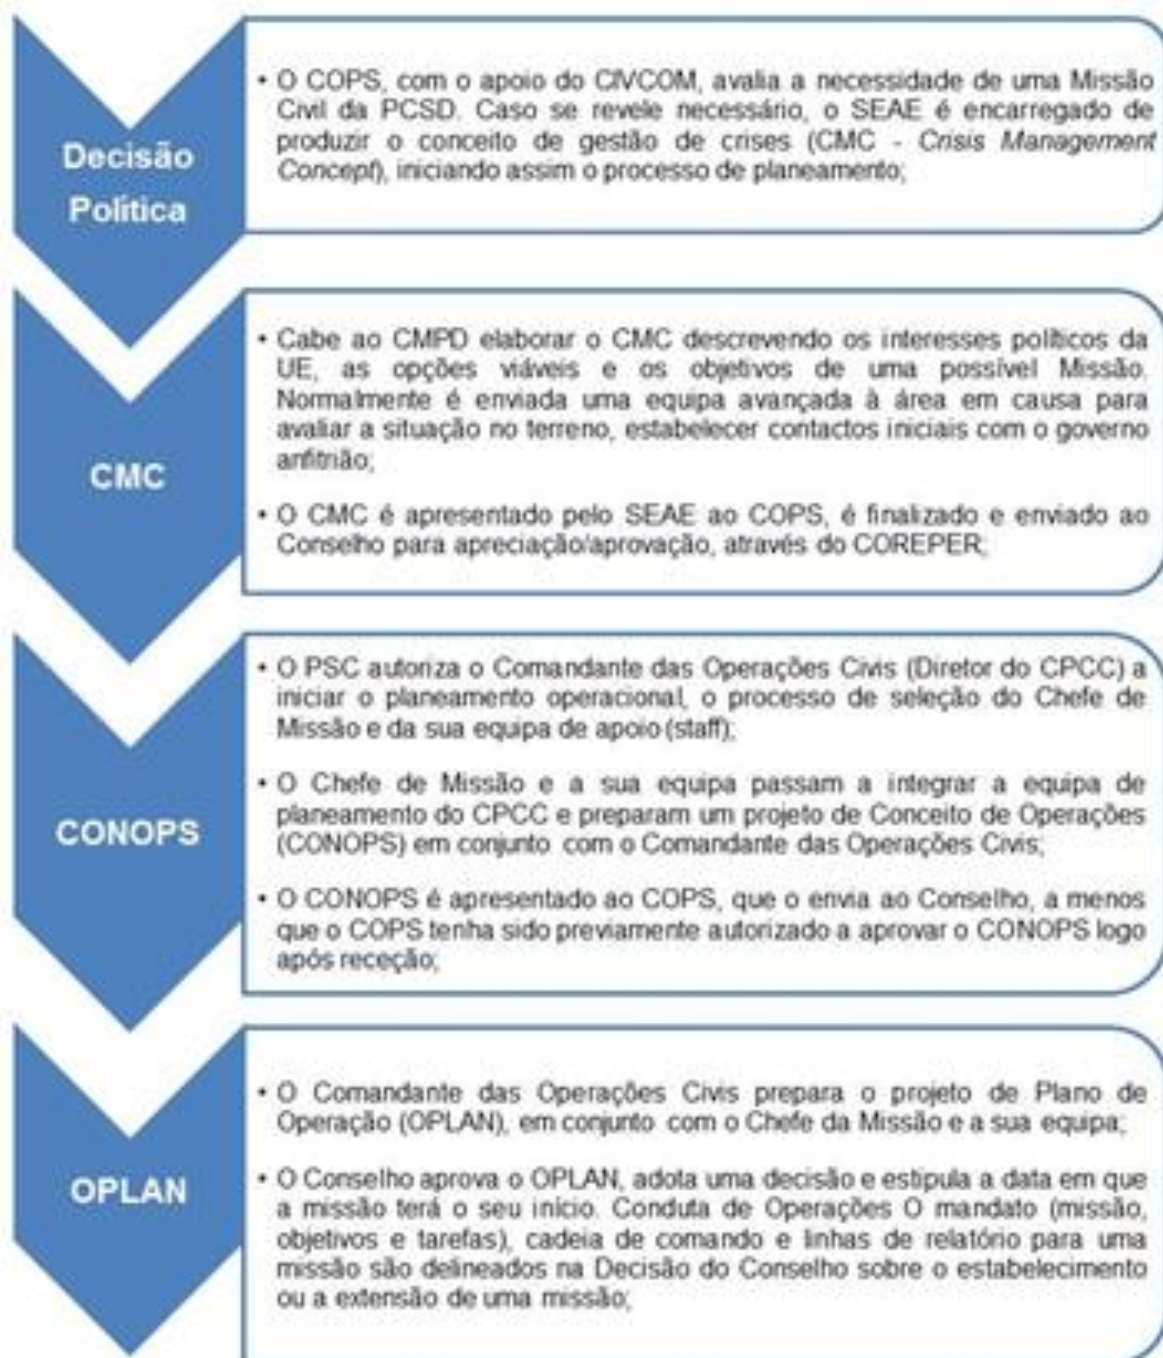 Decisão
Política
• O COPS, com o apoio do CIVCOM, avalia a necessidade de uma Missão
Civil da PCSD. Caso se revele necessário, o SEAE é encarregado de
produzir o conceito de gestão de crises (CMC - Crisis Management
Concept), iniciando assim o processo de planeamento;
CMC
• Cabe ao CMPD elaborar o CMC descrevendo os interesses políticos da
UE, as opções viáveis e os objetivos de uma possível Missão.
Normalmente é enviada uma equipa avançada à área em causa para
avaliar a situação no terreno, estabelecer contactos iniciais com o governo
anfitrião;
• O CMC é apresentado pelo SEAE ao COPS, é finalizado e enviado ao
Conselho para apreciação/aprovação, através do COREPER;
CONOPS
• O PSC autoriza o Comandante das Operações Civis (Diretor do CPCC) a
iniciar o planeamento operacional, o processo de seleção do Chefe de
Missão e da sua equipa de apoio (staff);
• O Chefe de Missão e a sua equipa passam a integrar a equipa de
planeamento do CPCC e preparam um projeto de Conceito de Operações
(CONOPS) em conjunto com o Comandante das Operações Civis;
• O CONOPS é apresentado ao COPS, que o envia ao Conselho, a menos
que o COPS tenha sido previamente autorizado a aprovar o CONOPS logo
após receção;
OPLAN
• O Comandante das Operações Civis prepara o projeto de Plano de
Operação (OPLAN), em conjunto com o Chefe da Missão e a sua equipa;
• O Conselho aprova o OPLAN, adota uma decisão e estipula a data em que
a missão terá o seu início. Conduta de Operações O mandato (missão,
objetivos e tarefas), cadeia de comando e linhas de relatório para uma
missão são delineados na Decisão do Conselho sobre o estabelecimento
ou a extensão de uma missão;